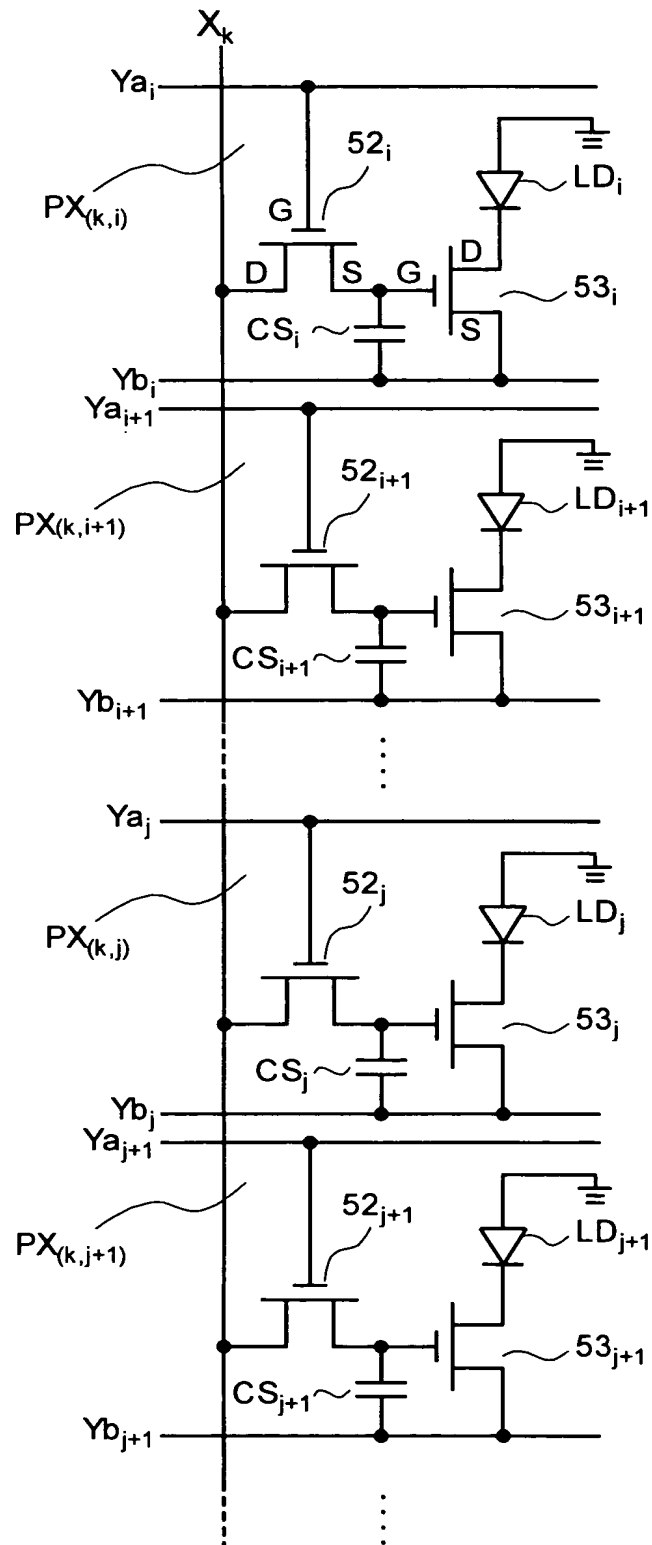 X_k
Ya_i
52_i
LD_i
PX_(k,i)
G
D
D S G
53_i
CS_i
S
Yb_i
Ya_i+1
52_i+1
LD_i+1
PX_(k,i+1)
53_i+1
CS_i+1
Yb_i+1
Ya_j
52_j
LD_j
PX_(k,j)
53_j
CS_j
Yb_j
Ya_j+1
52_j+1
LD_j+1
PX_(k,j+1)
53_j+1
CS_j+1
Yb_j+1